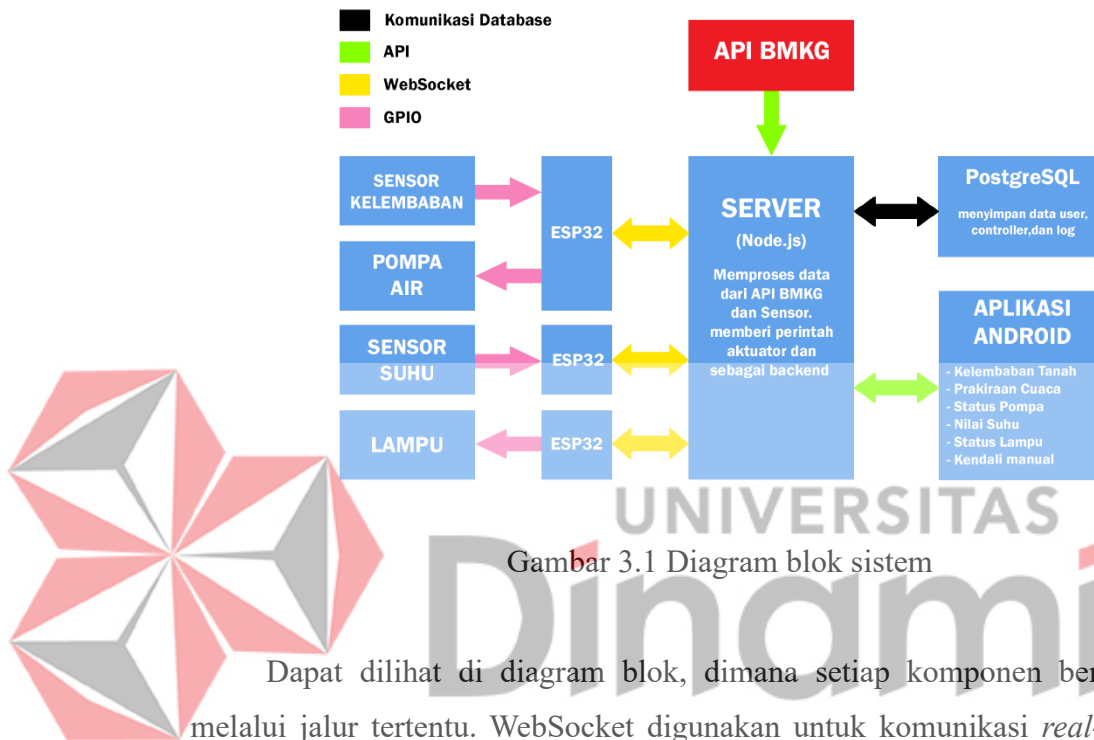 Komunikasi Database
API
WebSocket
GPIO
API BMKG
SENSOR
KELEMBABAN
POMPA
AIR
SENSOR
SUHU
LAMPU
ESP32
ESP32
ESP32
SERVER
(Node.js)
Memproses data
dari API BMKG
dan Sensor.
memberi perintah
aktuator dan
sebagai backend
PostgreSQL
menyimpan data user,
controller,dan log
APLIKASI
ANDROID
- Kelembaban Tanah
- Prakiraan Cuaca
- Status Pompa
- Nilai Suhu
- Status Lampu
- Kendali manual
UNIVERSITAS
Gambar 3.1 Diagram blok sistem
Dinami
Dapat dilihat di diagram blok, dimana setiap komponen ber
melalui jalur tertentu. WebSocket digunakan untuk komunikasi real-